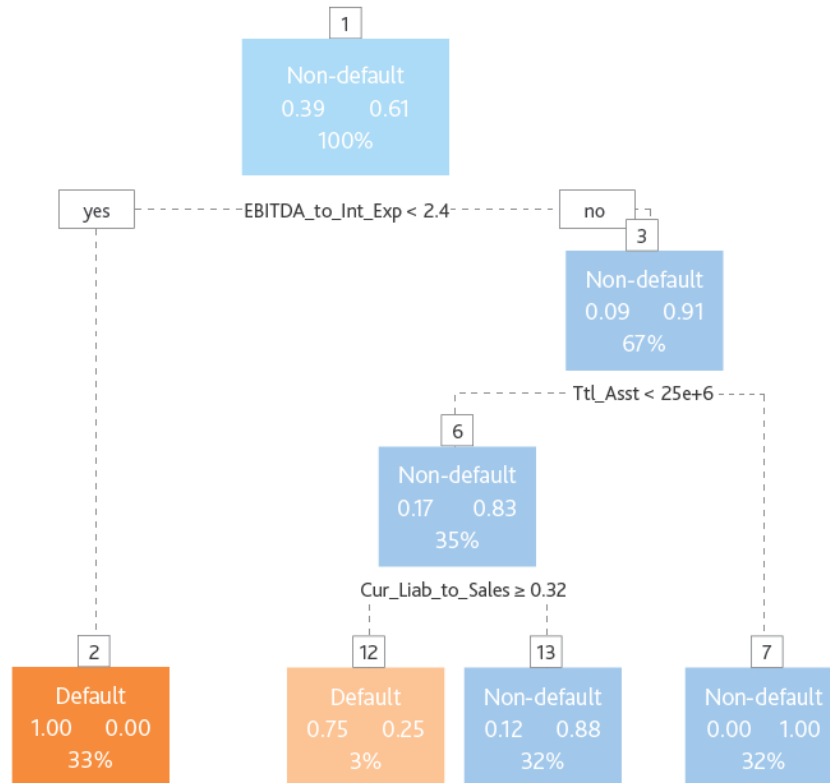 1
Non-default
0.39 0.61
100%
yes EBITDA_to_Int_Exp < 2.4 no
3
Non-default
0.09 0.91
67%
Ttl_Asst < 25e+6
6
Non-default
0.17 0.83
35%
Cur_Liab_to_Sales ≥ 0.32
2
Default
1.00 0.00
33%
12
Default
0.75 0.25
3%
13
Non-default
0.12 0.88
32%
7
Non-default
0.00 1.00
32%